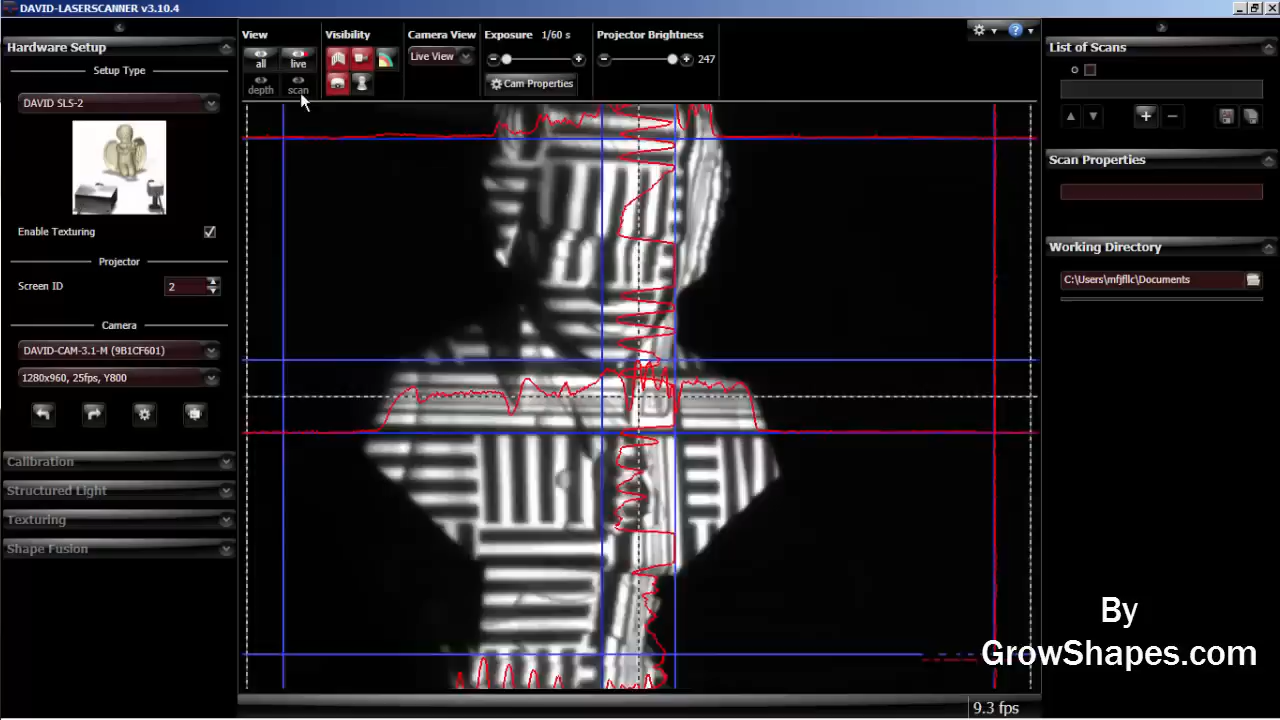 DAVID-LASERSCANNER v3.10.4
Hardware Setup
Setup Type
DAVID SLS-2
Enable Texturing
Projector
Screen ID
2
Camera
DAVID-CAM-3.1-M (9B1CF601)
1280x960, 25fps, Y800
Calibration
Structured Light
Texturing
Shape Fusion
View
all
live
depth
scan
Visibility
Camera View
Live View
Exposure 1/60 s
Cam Properties
Projector Brightness
247
List of Scans
Scan Properties
Working Directory
C:\Users\mfjfllc\Documents
By
GrowShapes.com
9.3 fps